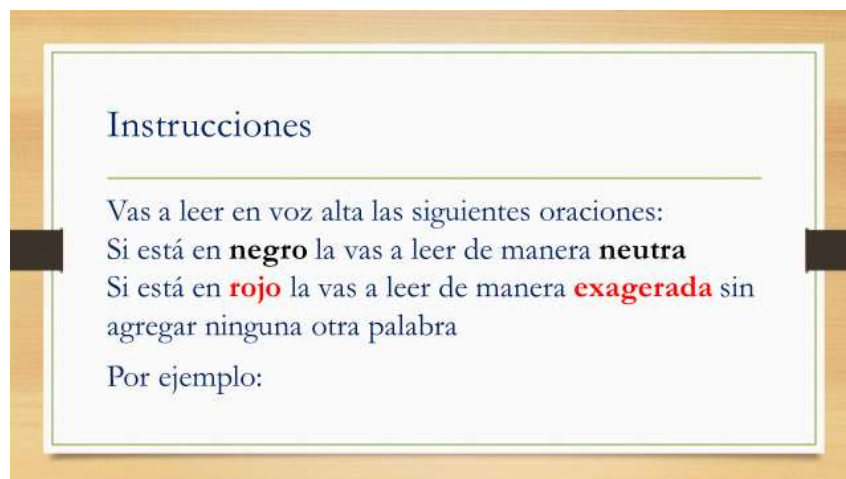 Instrucciones
Vas a leer en voz alta las siguientes oraciones:
Si está en negro la vas a leer de manera neutra
Si está en rojo la vas a leer de manera exagerada sin
agregar ninguna otra palabra
Por ejemplo: